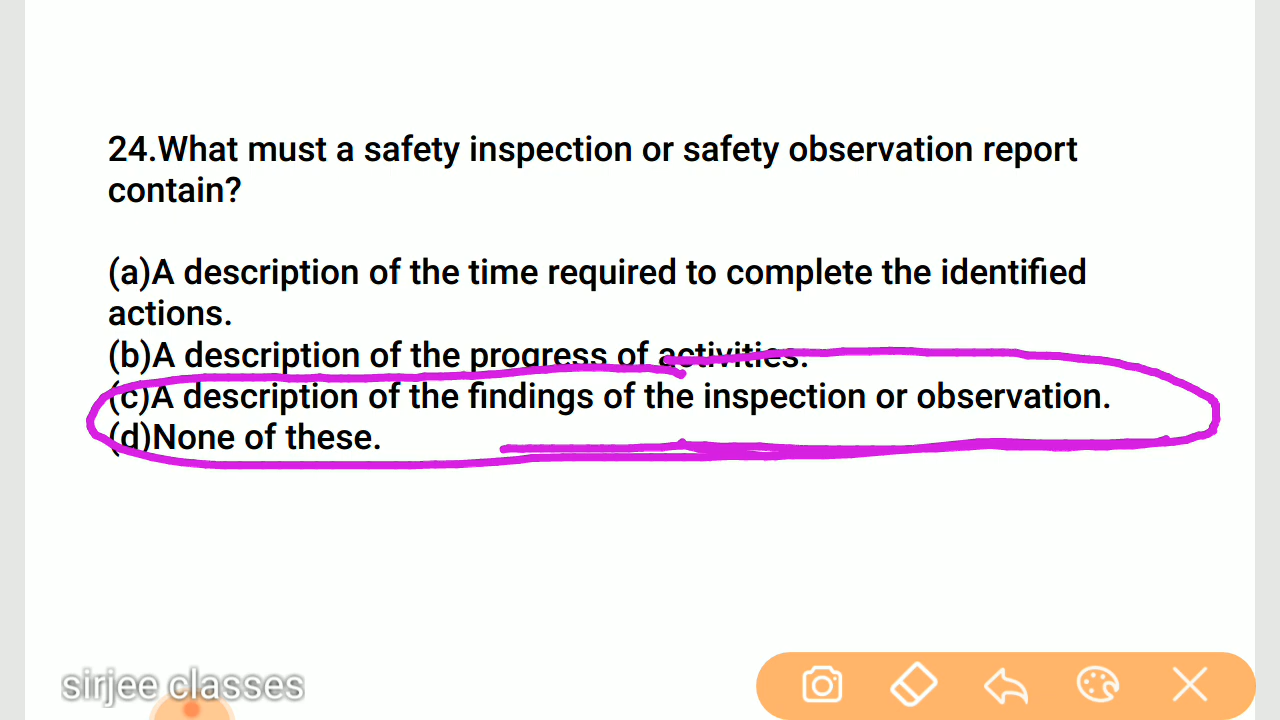 24.What must a safety inspection or safety observation report
contain?
(a)A description of the time required to complete the identified
actions.
(b)A description of the progress of activities.
(c)A description of the findings of the inspection or observation.
(d)None of these.
sirjee classes